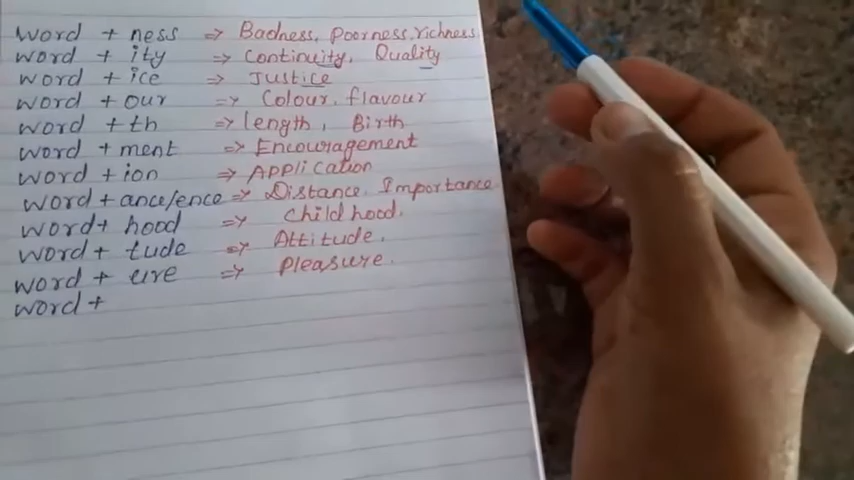 word + ness => Badness, Poorness, richness,
word + ity => Continuity, Quality
word + ice => Justice
word + our => Colour, flavour
word + th => length, Birth
word + ment => Encouragement
word + ion => Application
word + ance/ence => Distance, Importance
word + hood => Child hood,
word + tude => Attitude,
word + ure => Pleasure.
word +